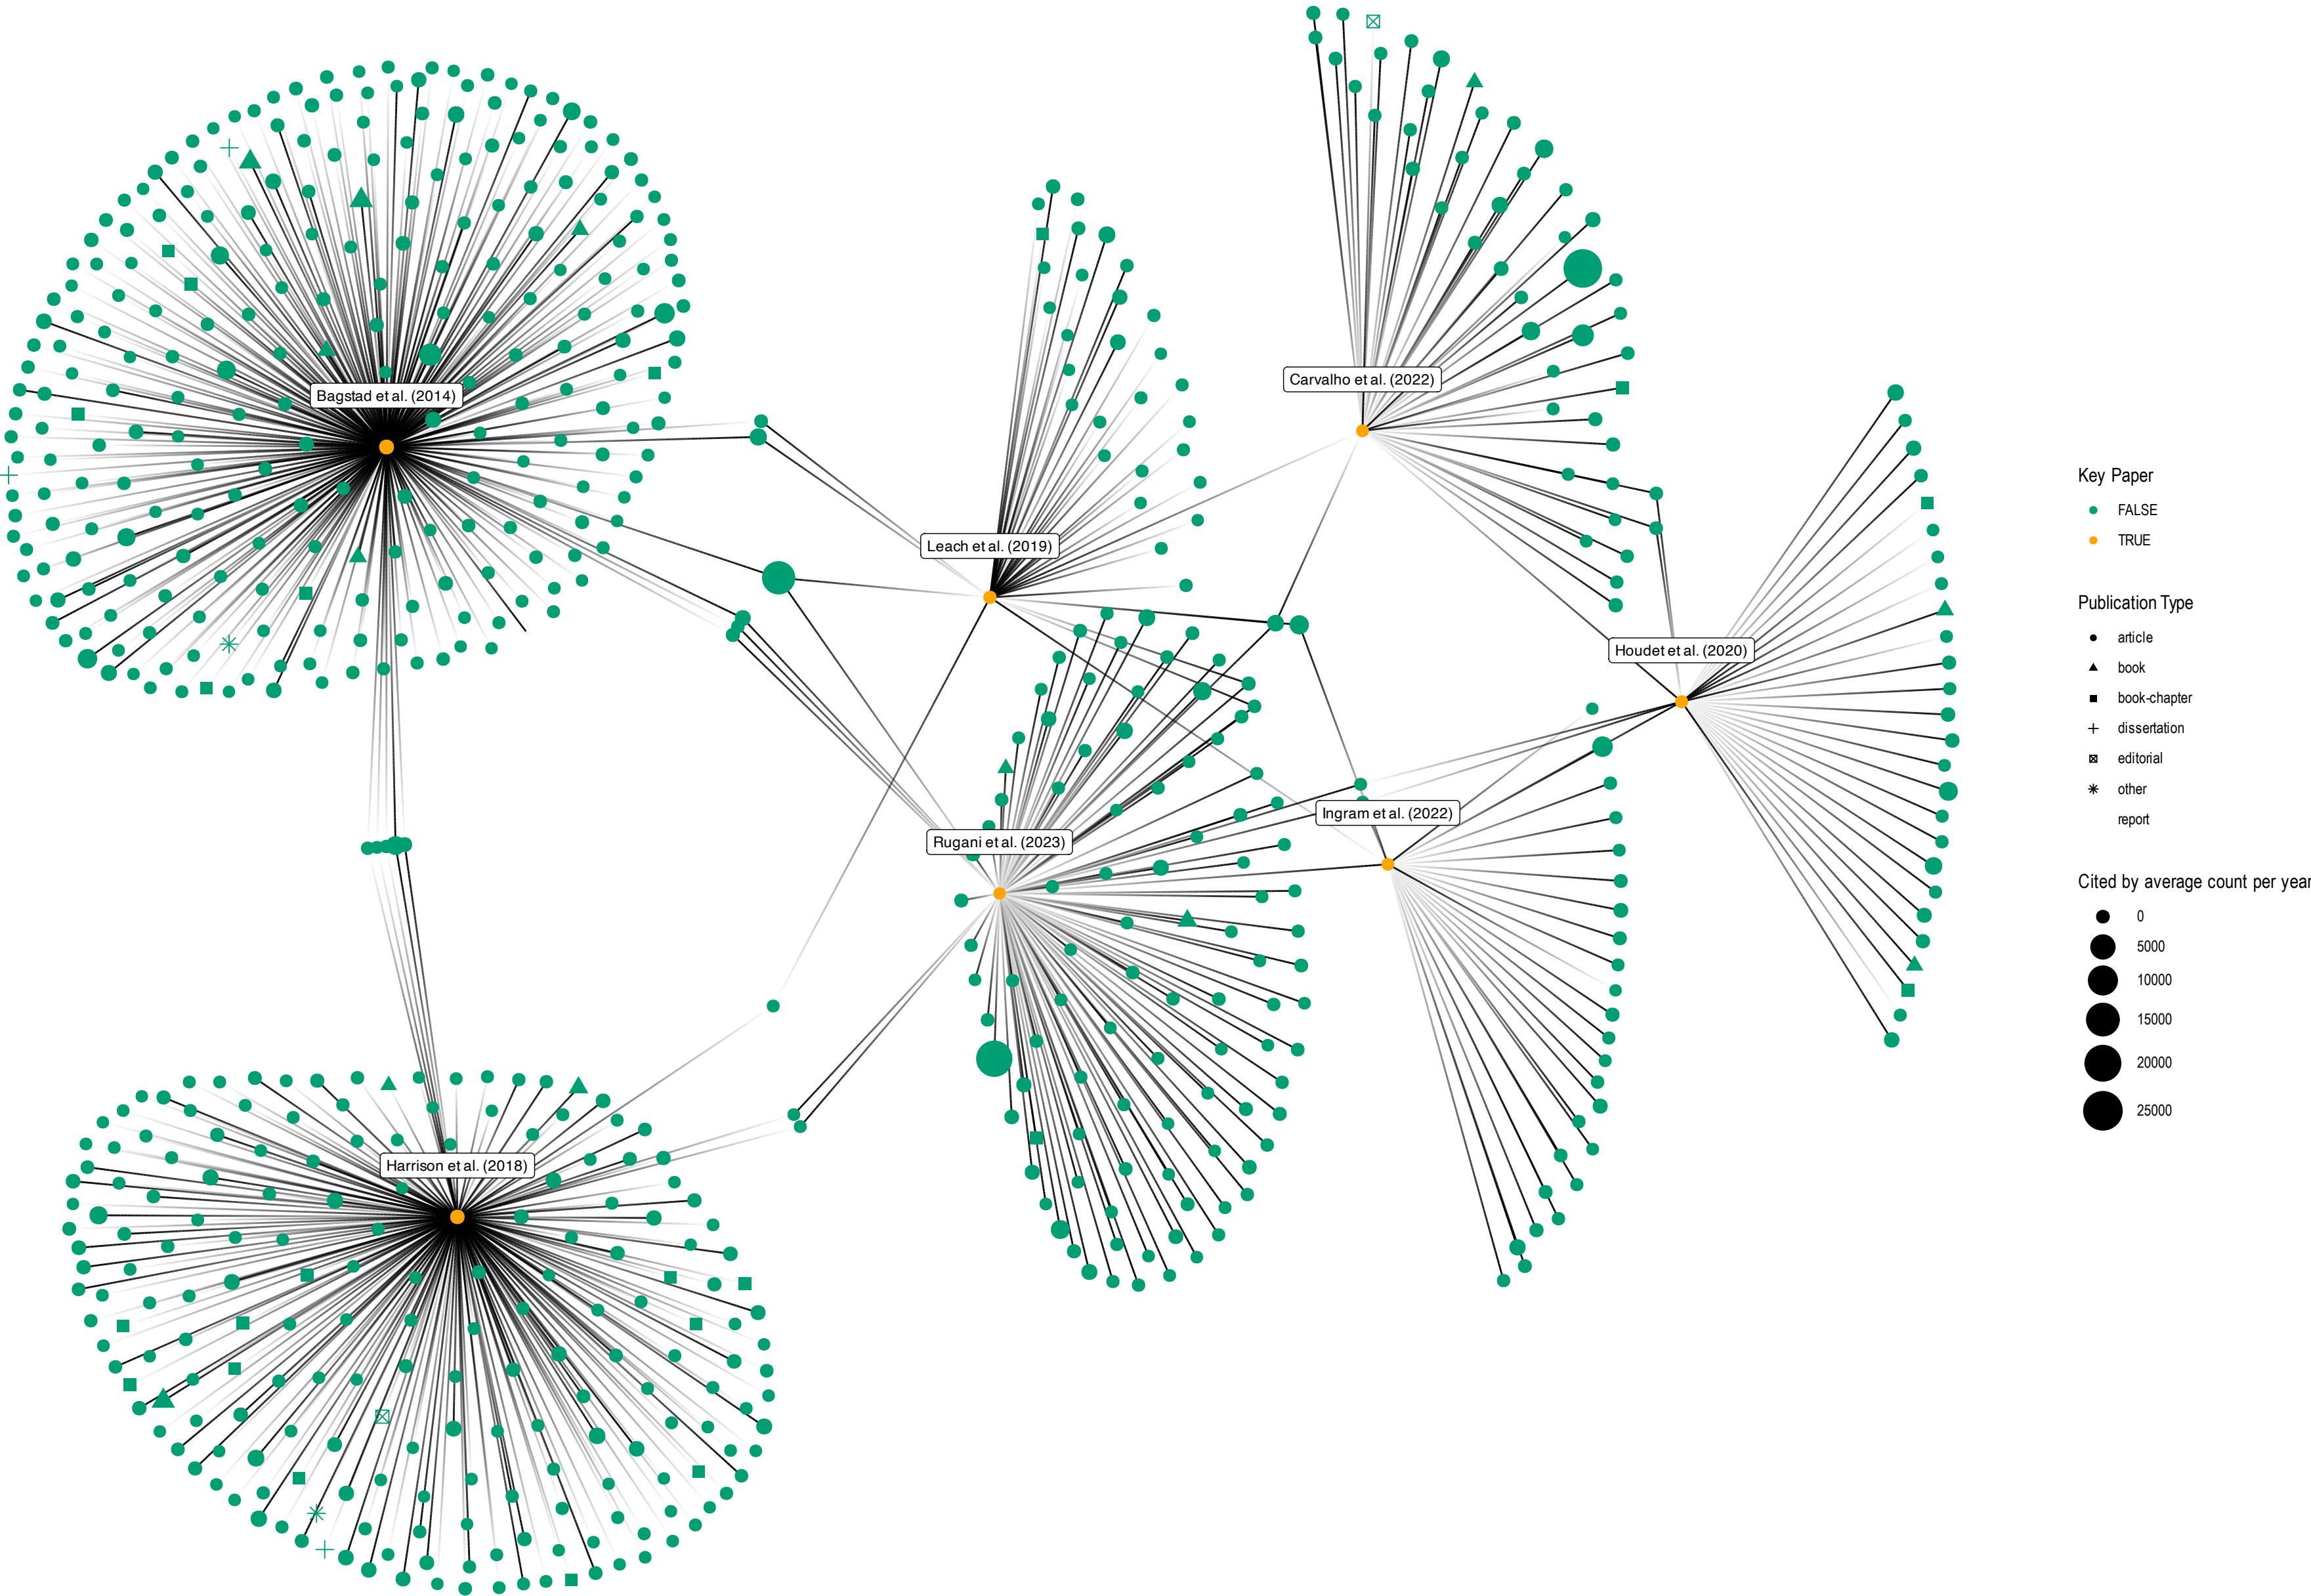 Bagstad et al. (2014)
Carvalho et al. (2022)
Leach et al. (2019)
Houdet et al. (2020)
Ingram et al. (2022)
Rugani et al. (2023)
Harrison et al. (2018)
Key Paper
FALSE
TRUE
Publication Type
article
book
book-chapter
dissertation
editorial
other
report
Cited by average count per year
0
5000
10000
15000
20000
25000